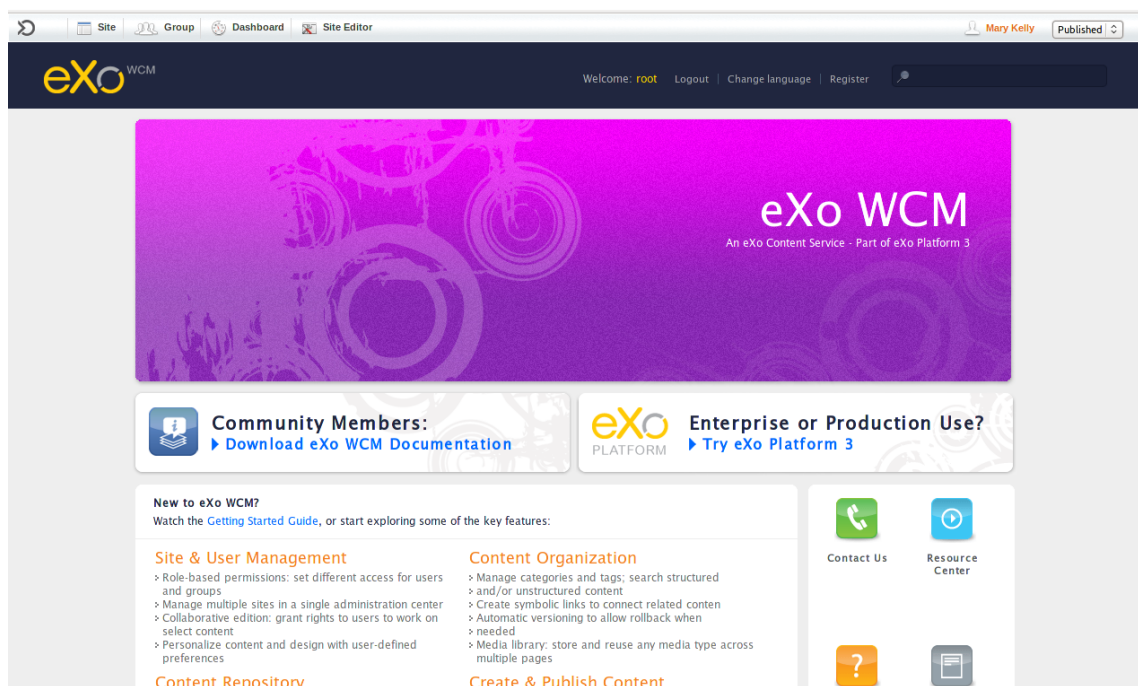 Site Group Dashboard Site Editor Mary Kelly Published
eXo WCM
Welcome: root Logout | Change language | Register
eXo WCM
An eXo Content Service - Part of eXo Platform 3
Community Members:
Download eXo WCM Documentation
eXo
PLATFORM
Enterprise or Production Use?
Try eXo Platform 3
New to eXo WCM?
Watch the Getting Started Guide, or start exploring some of the key features:
Site & User Management
Role-based permissions: set different access for users
and groups
Manage multiple sites in a single administration center
Collaborative edition: grant rights to users to work on
select content
Personalize content and design with user-defined
preferences
Content Repository
Content Organization
Manage categories and tags; search structured
and/or unstructured content
Create symbolic links to connect related conten
Automatic versioning to allow rollback when
needed
Media library: store and reuse any media type across
multiple pages
Create & Publish Content
Contact Us
Resource
Center